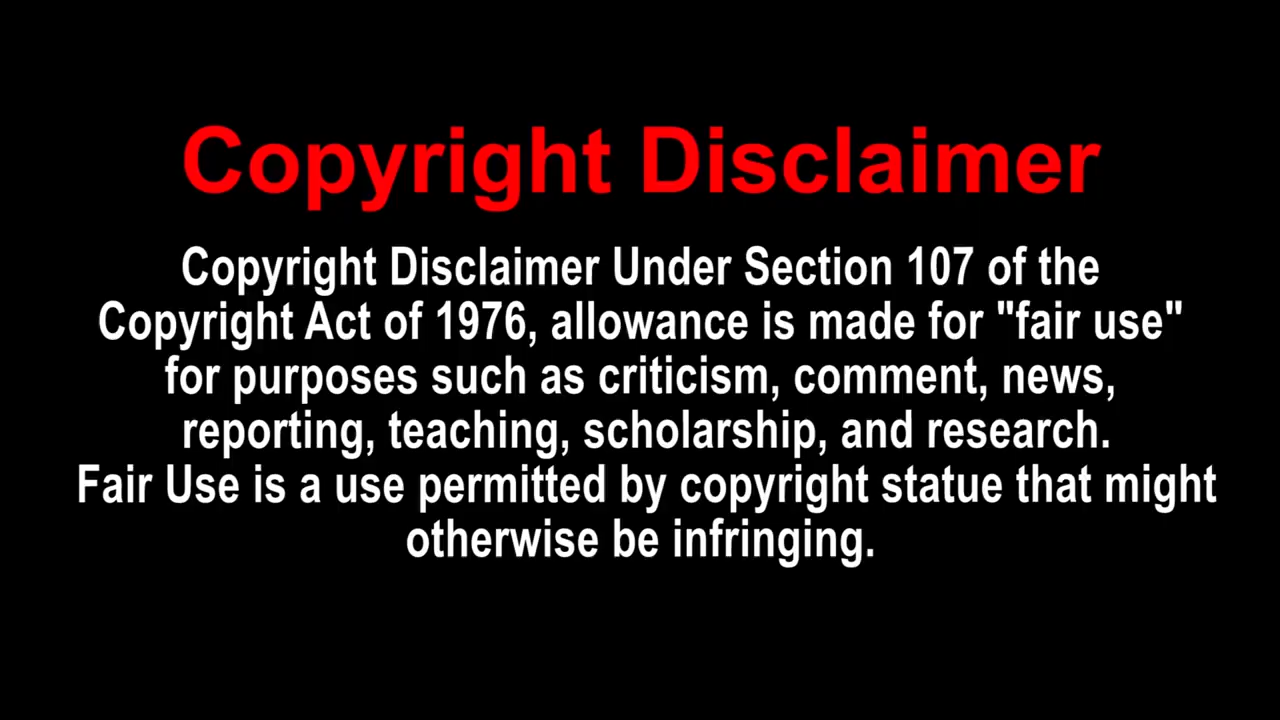 Copyright Disclaimer
Copyright Disclaimer Under Section 107 of the
Copyright Act of 1976, allowance is made for "fair use"
for purposes such as criticism, comment, news,
reporting, teaching, scholarship, and research.
Fair Use is a use permitted by copyright statue that might
otherwise be infringing.